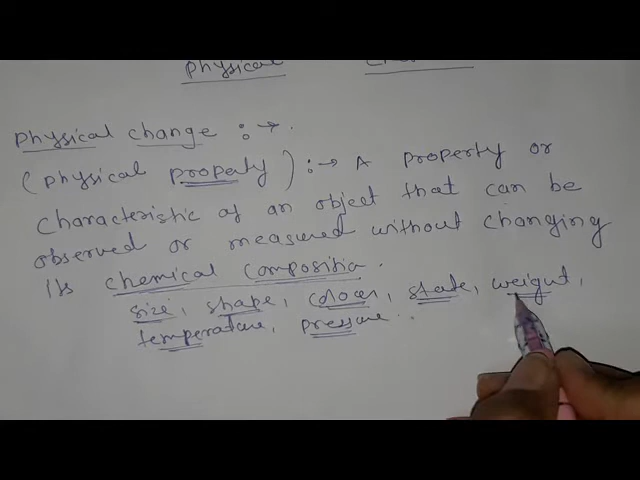 Physical
Physical change :→.
(Physical property) :→ A property or
characteristic of an object that can be
observed or measured without changing
its chemical compositio.
size, shape, colour, state, weight,
temperature, pressure..